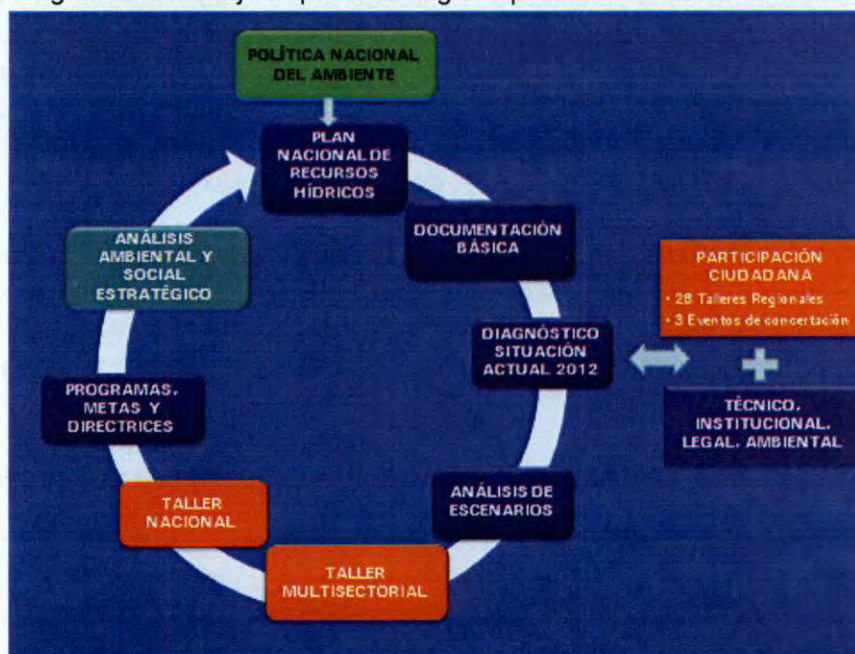 POLÍTICA NACIONAL
DEL AMBIENTE
PLAN
NACIONAL DE
RECURSOS
HÍDRICOS
DOCUMENTACIÓN
BÁSICA
DIAGNÓSTICO
SITUACIÓN
ACTUAL 2012
PARTICIPACIÓN
CIUDADANA
• 28 Talleres Regionales
• 3 Eventos de concertación
TÉCNICO,
INSTITUCIONAL,
LEGAL, AMBIENTAL
ANÁLISIS DE
ESCENARIOS
TALLER
MULTISECTORIAL
TALLER
NACIONAL
PROGRAMAS,
METAS Y
DIRECTRICES
ANÁLISIS
AMBIENTAL Y
SOCIAL
ESTRATÉGICO